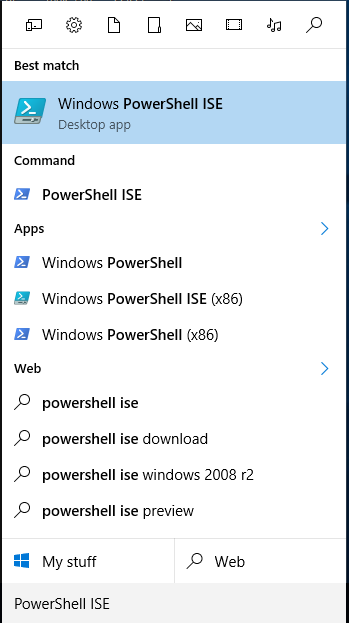 Best match
Windows PowerShell ISE
Desktop app
Command
PowerShell ISE
Apps
Windows PowerShell
Windows PowerShell ISE (x86)
Windows PowerShell (x86)
Web
powershell ise
powershell ise download
powershell ise windows 2008 r2
powershell ise preview
My stuff
Web
PowerShell ISE